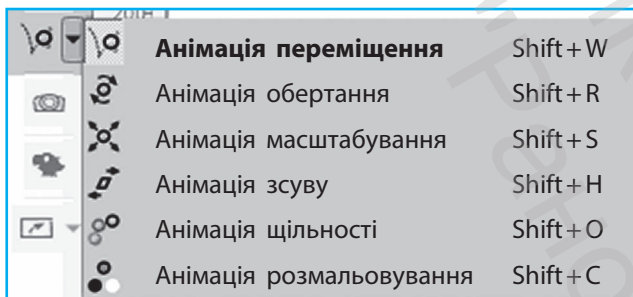 Анімація переміщення Shift+W
Анімація обертання Shift+R
Анімація масштабування Shift+S
Анімація зсуву Shift+H
Анімація щільності Shift+O
Анімація розмальовування Shift+C